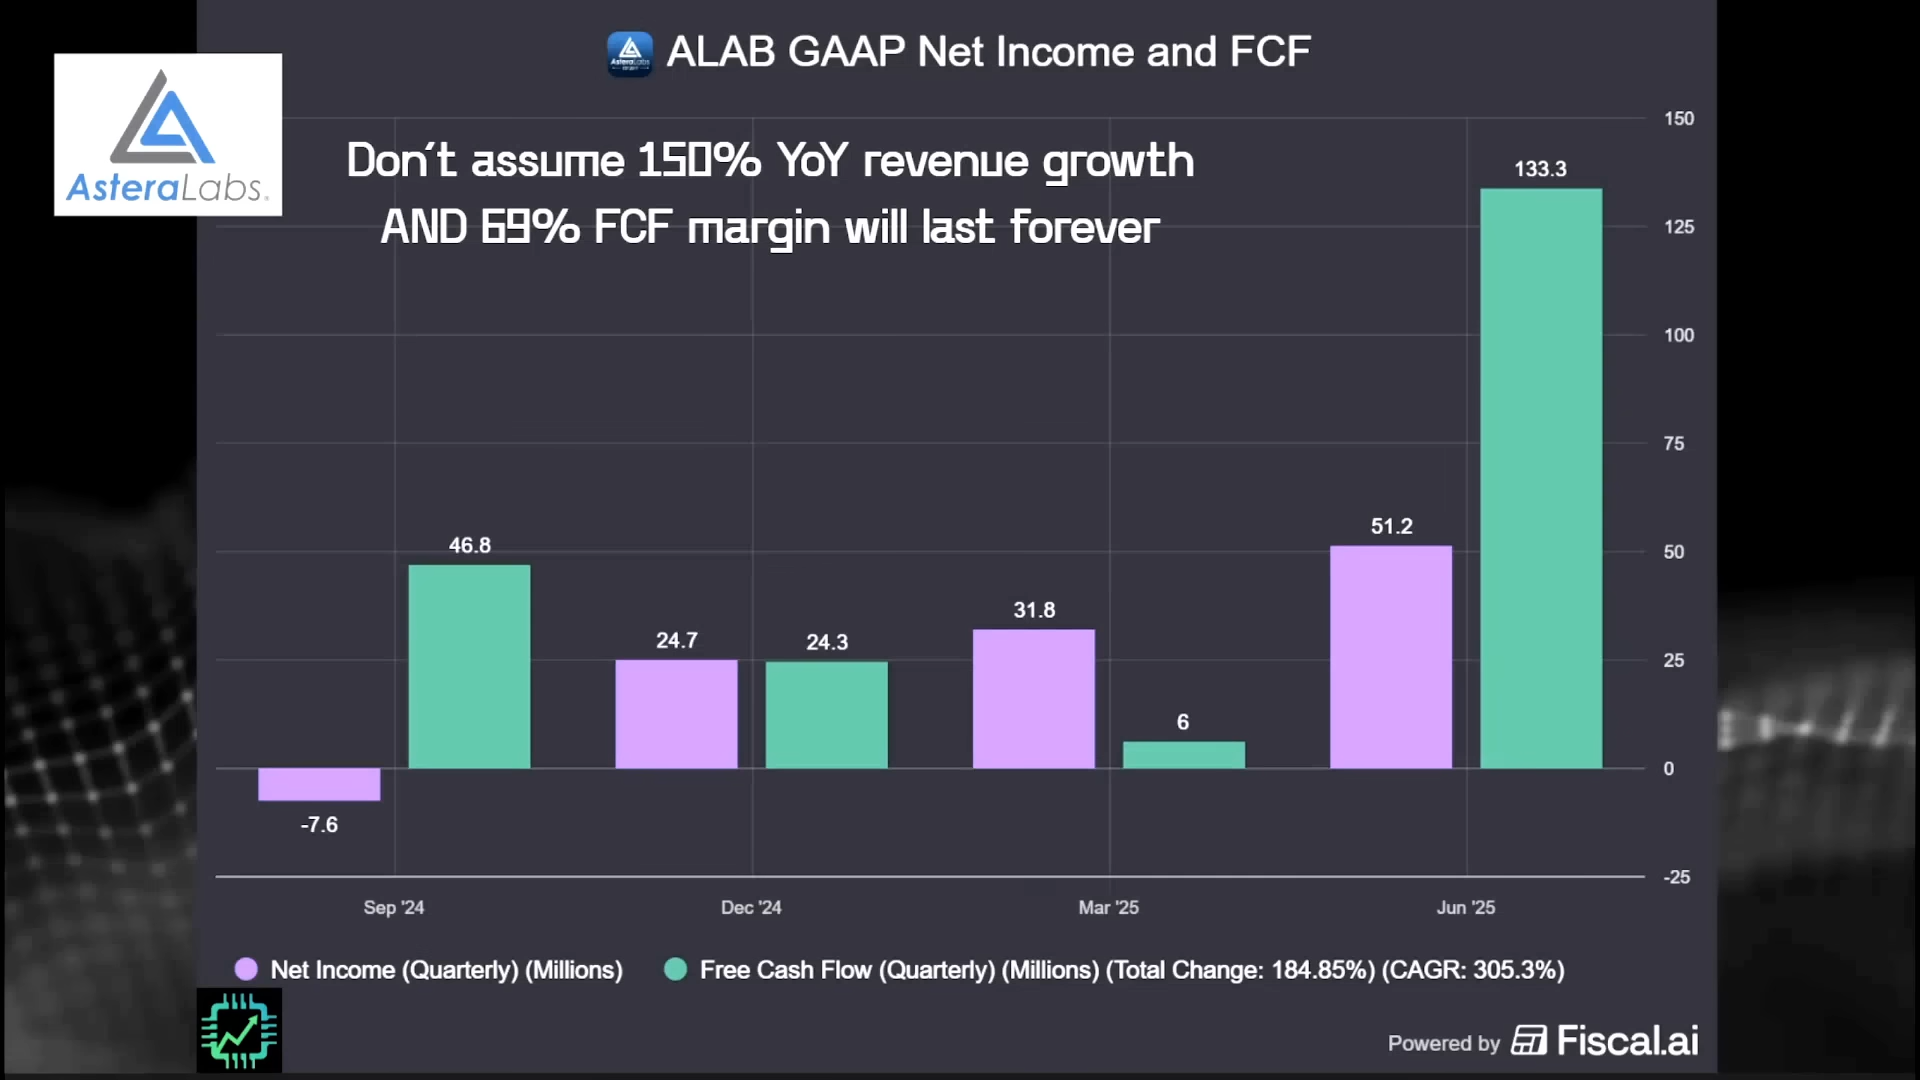 ALAB GAAP Net Income and FCF
AsteraLabs
Don't assume 150% YoY revenue growth
AND 69% FCF margin will last forever
150
125
100
75
50
25
0
-25
-7.6
46.8
24.7
24.3
31.8
6
51.2
133.3
Sep '24
Dec '24
Mar '25
Jun '25
Net Income (Quarterly) (Millions)
Free Cash Flow (Quarterly) (Millions) (Total Change: 184.85%) (CAGR: 305.3%)
Powered by Fiscal.ai